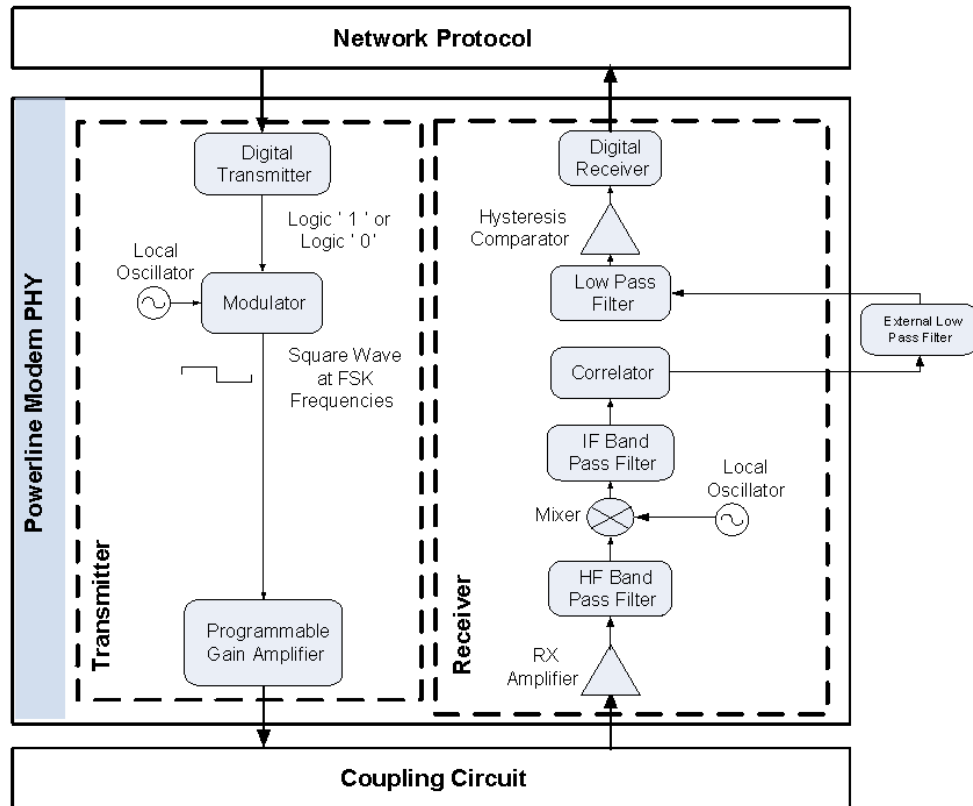 Network Protocol
Powerline Modem PHY
Transmitter
Digital
Transmitter
Logic ' 1 ' or
Logic ' 0'
Local
Oscillator
Modulator
Square Wave
at FSK
Frequencies
Programmable
Gain Amplifier
Receiver
Digital
Receiver
Hysteresis
Comparator
Low Pass
Filter
External Low
Pass Filter
Correlator
IF Band
Pass Filter
Local
Oscillator
Mixer
HF Band
Pass Filter
RX
Amplifier
Coupling Circuit